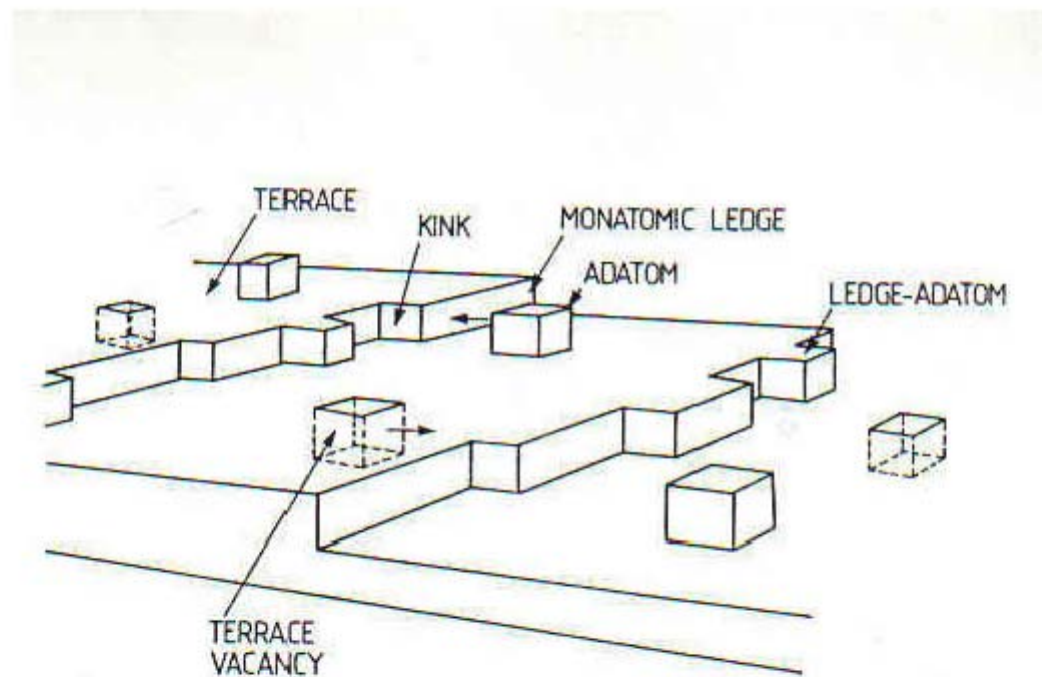 TERRACE
KINK
MONATOMIC LEDGE
ADATOM
LEDGE-ADATOM
TERRACE
VACANCY